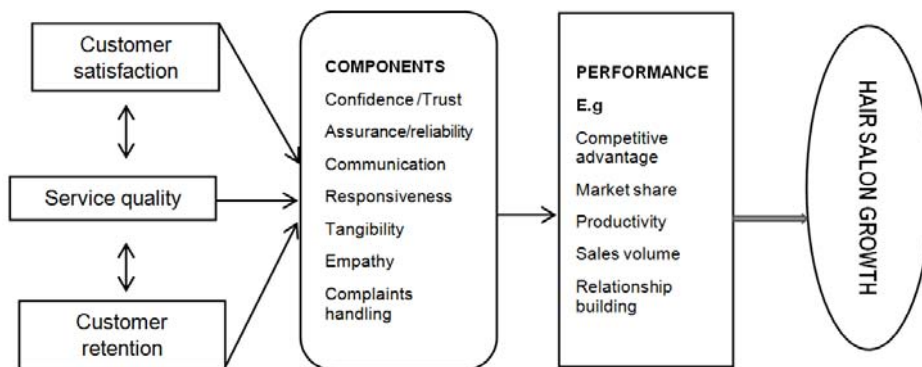 Customer
satisfaction
Service quality
Customer
retention
COMPONENTS
Confidence /Trust
Assurance/reliability
Communication
Responsiveness
Tangibility
Empathy
Complaints
handling
PERFORMANCE
E.g
Competitive
advantage
Market share
Productivity
Sales volume
Relationship
building
HAIR SALON GROWTH